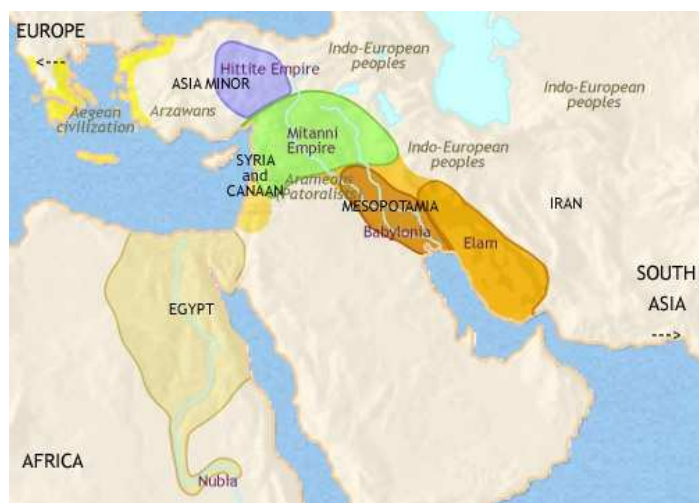 EUROPE
<---
Indo-European
peoples
Hittite Empire
ASIA MINOR
Indo-European
peoples
Aegean
civilization
Arzawans
Mitanni
Empire
Indo-European
peoples
SYRIA
and
CANAAN
Arameans
Patoralists
MESOPOTAMIA
IRAN
Babylonia
Elam
SOUTH
ASIA
--->
EGYPT
AFRICA
Nubia